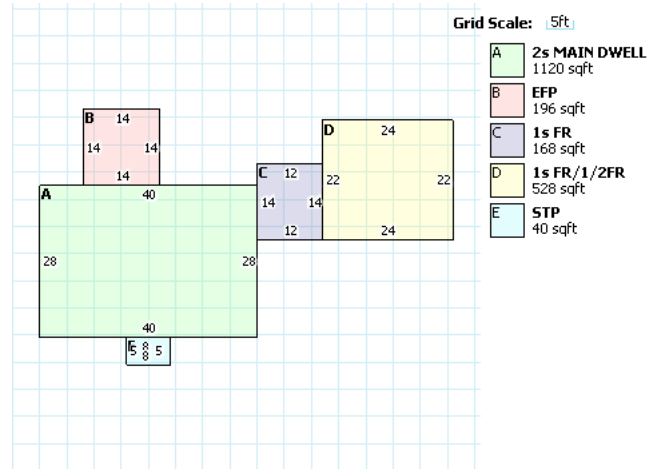 Grid Scale: 5ft
A 2s MAIN DWELL
1120 sqft
B EFP
196 sqft
C 1s FR
168 sqft
D 1s FR/1/2FR
528 sqft
E STP
40 sqft
B 14
14 14
14
D 24
22 22
24
C 12
14 14
12
A 40
28 28
40
5 8 5
8